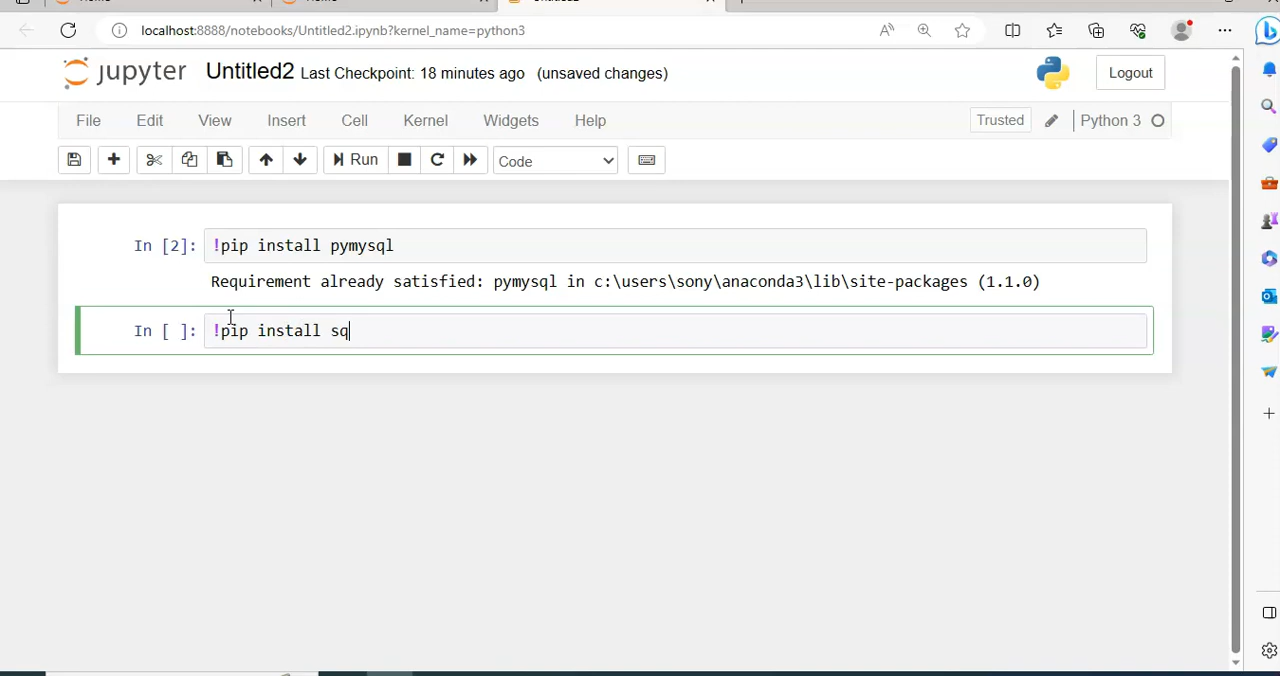 localhost:8888/notebooks/Untitled2.ipynb?kernel_name=python3
jupyter Untitled2 Last Checkpoint: 18 minutes ago (unsaved changes) Logout
File Edit View Insert Cell Kernel Widgets Help Trusted Python 3
Run Code
In [2]: !pip install pymysql
Requirement already satisfied: pymysql in c:\users\sony\anaconda3\lib\site-packages (1.1.0)
In [ ]: !pip install sq